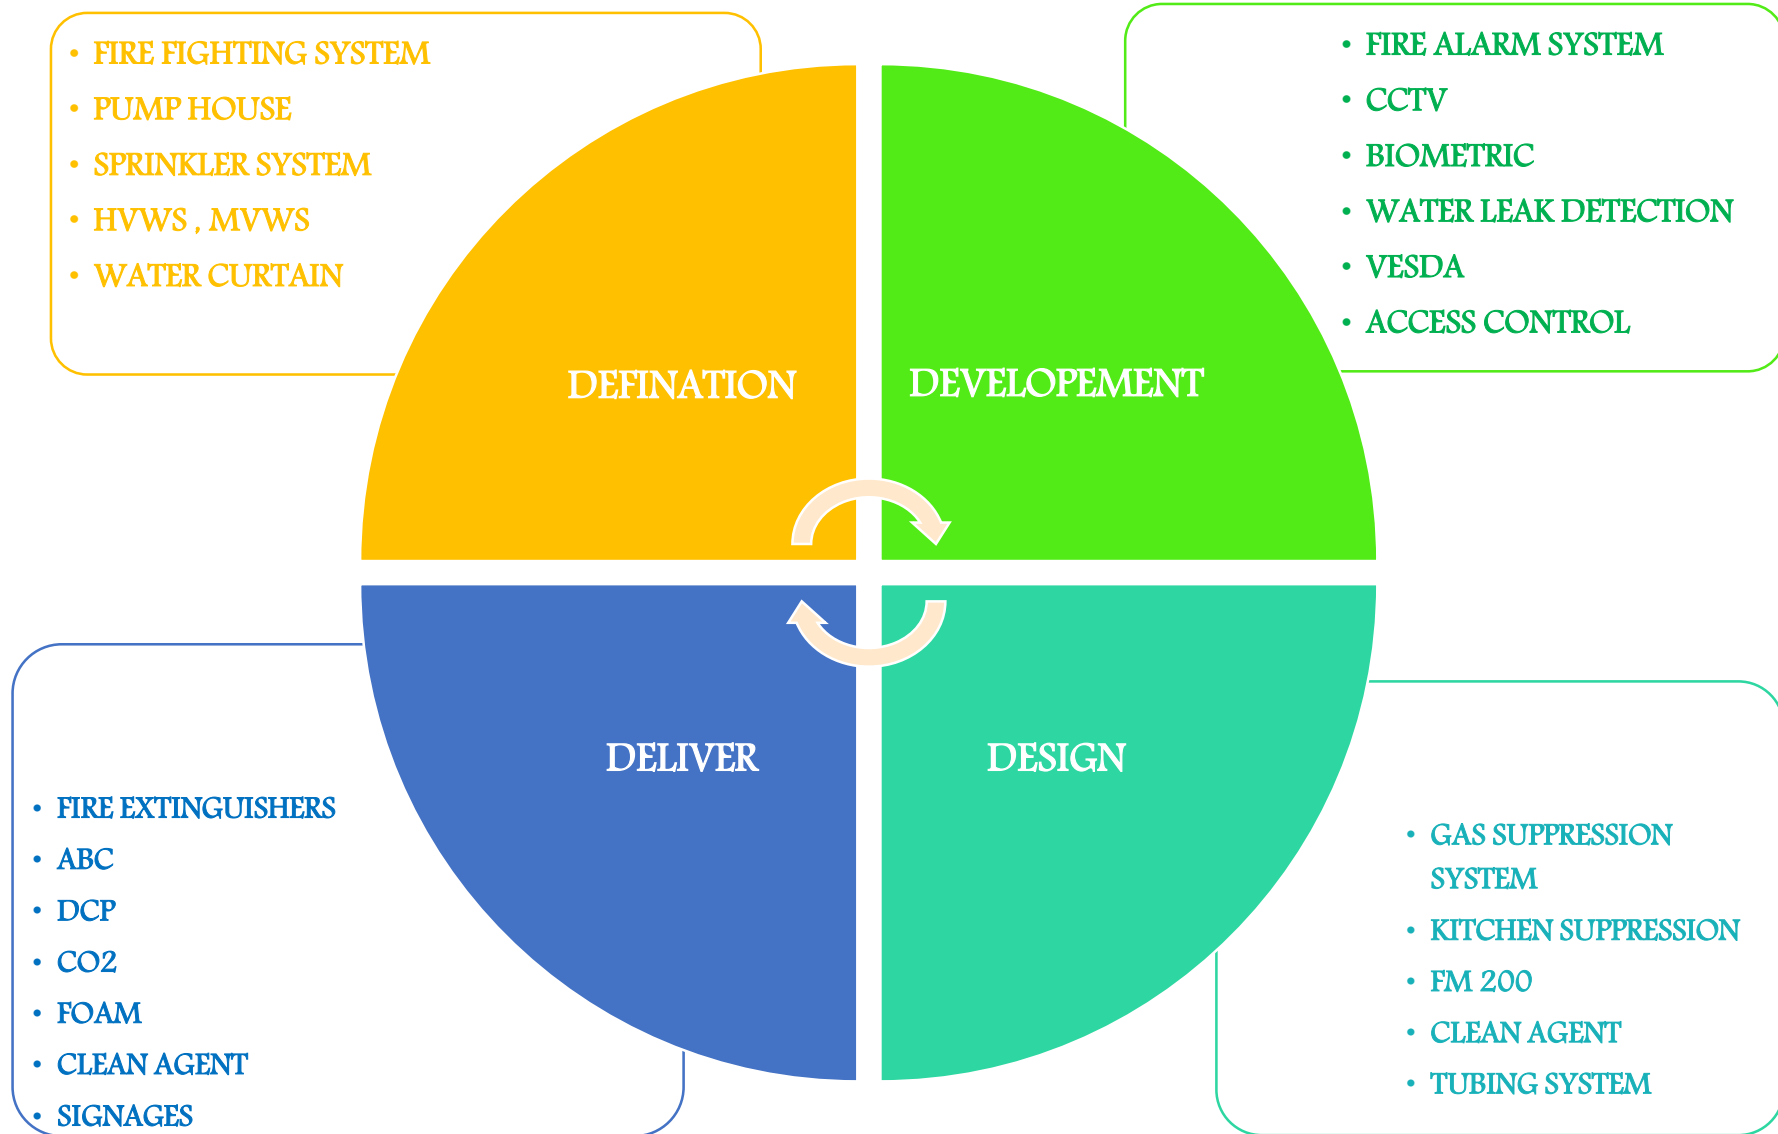 • FIRE FIGHTING SYSTEM
• PUMP HOUSE
• SPRINKLER SYSTEM
• HVWS , MVWS
• WATER CURTAIN
• FIRE ALARM SYSTEM
• CCTV
• BIOMETRIC
• WATER LEAK DETECTION
• VESDA
• ACCESS CONTROL
DEFINATION
DEVELOPEMENT
DELIVER
DESIGN
• FIRE EXTINGUISHERS
• ABC
• DCP
• CO2
• FOAM
• CLEAN AGENT
• SIGNAGES
• GAS SUPPRESSION
SYSTEM
• KITCHEN SUPPRESSION
• FM 200
• CLEAN AGENT
• TUBING SYSTEM